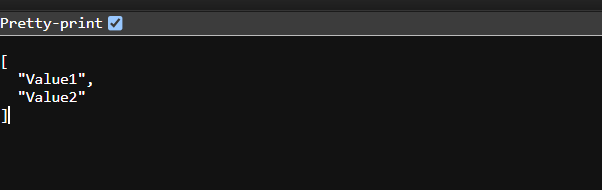 Pretty-print
[
  "Value1",
  "Value2"
]